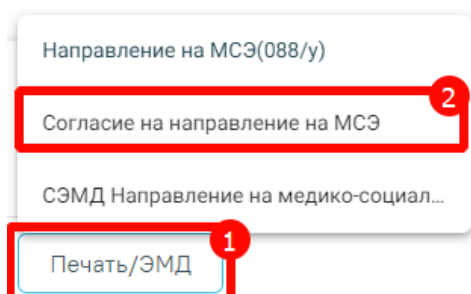 Направление на МСЭ(088/у)
2
Согласие на направление на МСЭ
СЭМД Направление на медико-социал...
1
Печать/ЭМД